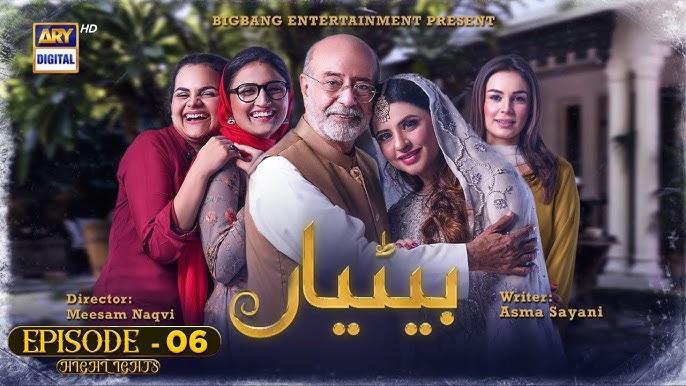 BIGBANG ENTERTAINMENT PRESENT
ARY HD
DIGITAL
بیٹیاں
Director:
Meesam Naqvi
Writer:
Asma Sayani
EPISODE - 06
HIGHLIGHTS